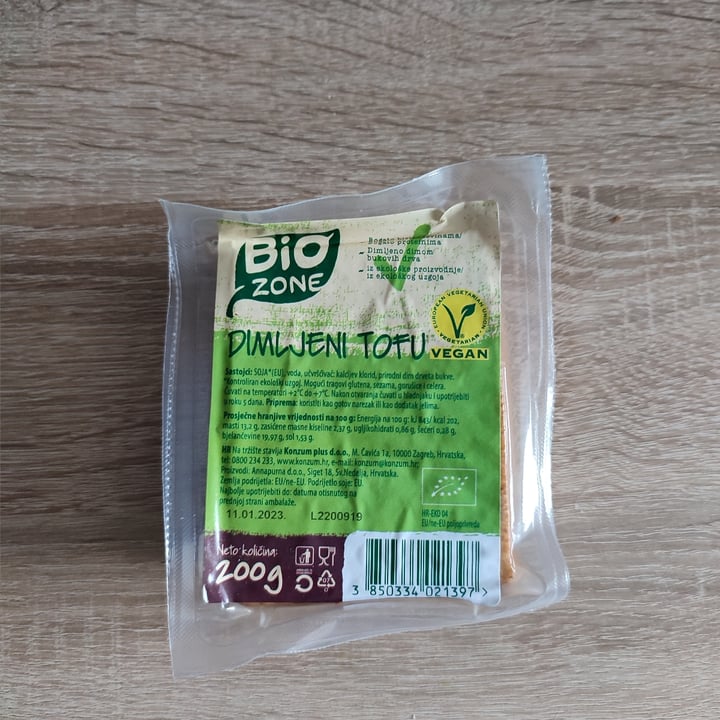 BiO
ZONE
Bogato proteinima
- Dimljeno dimom
bukovih drva
- iz ekološke proizvodnje/
iz ekološkog uzgoja
EUROPEAN VEGETARIAN UNION
VEGETARIAN
VEGAN
DIMLJENI TOFU
Sastojci: SOJA*(EU), voda, učvršćivač: kalcijev klorid, prirodni dim drveta bukve.
*Kontroliran ekološki uzgoj. Mogući tragovi glutena, sezama, gorušice i celera.
Čuvati na temperaturi +2°C do +7°C. Nakon otvaranja čuvati u hladnjaku i upotrijebiti
u roku 5 dana. Priprema: koristiti kao gotov narezak ili kao dodatak jelima.
Prosječne hranjive vrijednosti na 100 g: Energija na 100 g: kJ 843/ kcal 202,
masti 13,2 g, zasićene masne kiseline 2,37 g, ugljikohidrati 0,86 g, šećeri 0,28 g,
bjelančevine 19,97 g, sol 1,53 g.
HR Na tržište stavlja Konzum plus d.o.o., M. Čavića 1a, 10000 Zagreb, Hrvatska,
tel: 0800 234 233, www.konzum.hr, e-mail: konzum@konzum.hr;
Proizvodi: Annapurna d.o.o., Siget 18, Sv.Nedelja, Hrvatska.
Zemlja podrijetla: EU/ne-EU. Podrijetlo soje: EU.
Najbolje upotrijebiti do: datuma otisnutog na
prednjoj strani ambalaže.
11.01.2023. L2200919
HR-EKO 04
EU/ne-EU poljoprivreda
Neto količina:
200g
3 850334 021397 >